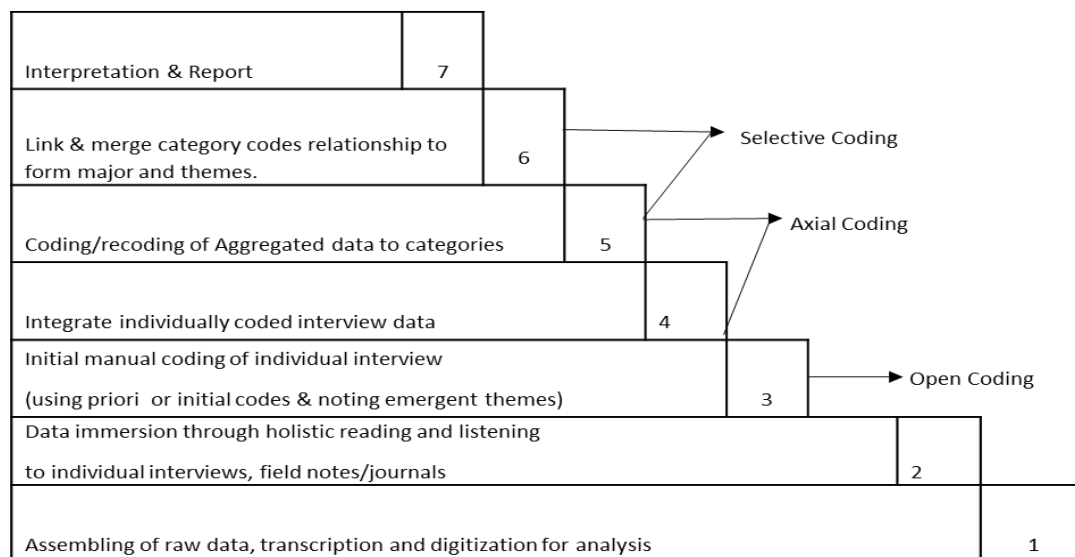 Interpretation & Report 7
Link & merge category codes relationship to
form major and themes.
6
Selective Coding
Coding/recoding of Aggregated data to categories 5
Axial Coding
Integrate individually coded interview data 4
Initial manual coding of individual interview
(using priori or initial codes & noting emergent themes) 3
Open Coding
Data immersion through holistic reading and listening
to individual interviews, field notes/journals 2
Assembling of raw data, transcription and digitization for analysis 1